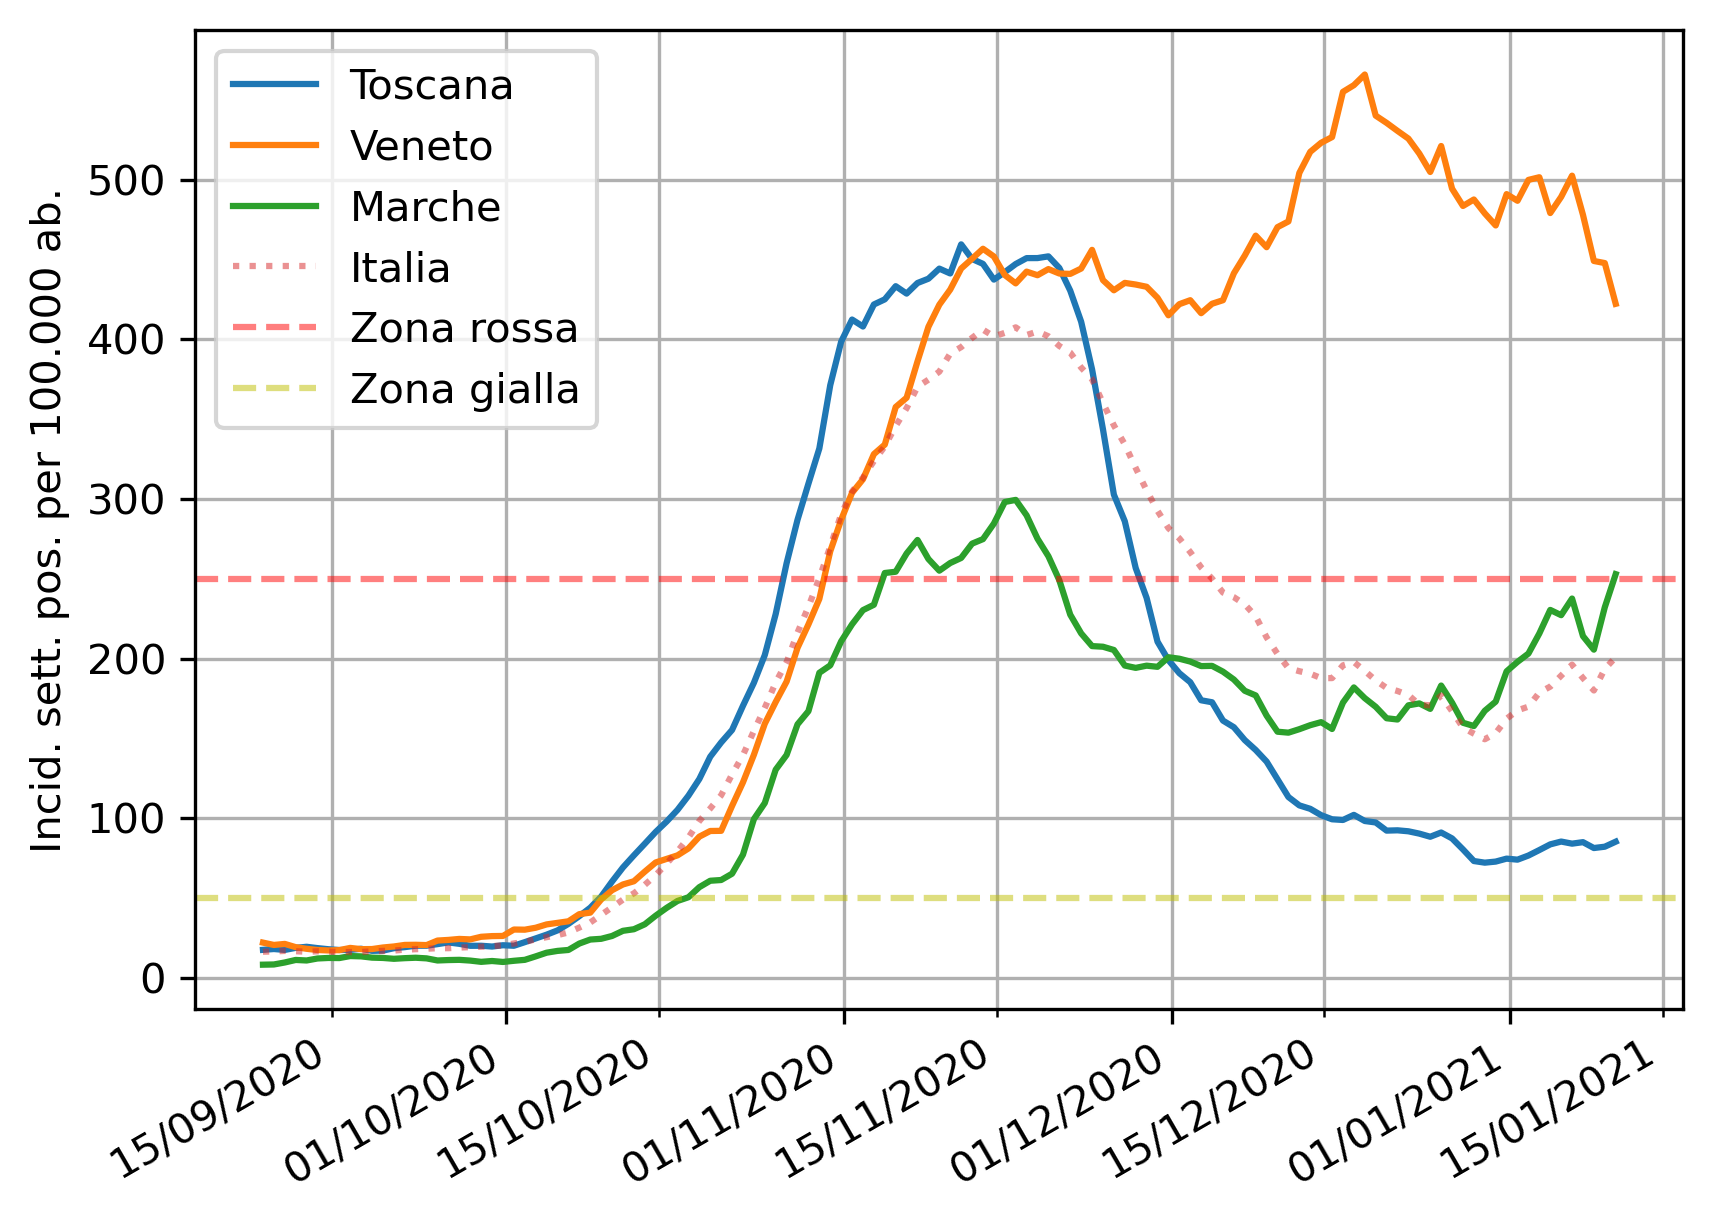 Toscana
Veneto
Marche
Italia
Zona rossa
Zona gialla
Incid. sett. pos. per 100.000 ab.
500
400
300
200
100
0
15/09/2020
01/10/2020
15/10/2020
01/11/2020
15/11/2020
01/12/2020
15/12/2020
01/01/2021
15/01/2021